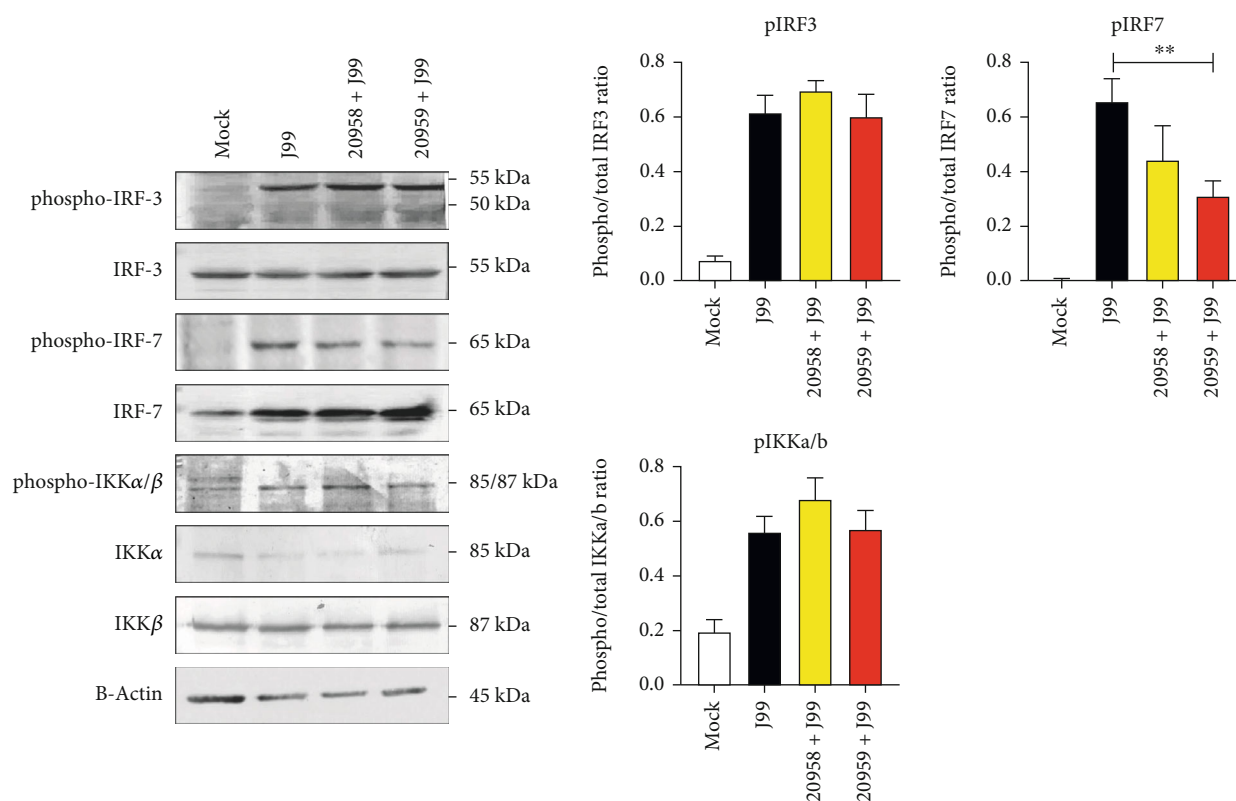 Mock
J99
20958 + J99
20959 + J99
phospho-IRF-3
55 kDa
50 kDa
IRF-3
55 kDa
phospho-IRF-7
65 kDa
IRF-7
65 kDa
phospho-IKKα/β
85/87 kDa
IKKα
85 kDa
IKKβ
87 kDa
B-Actin
45 kDa
pIRF3
Phospho/total IRF3 ratio
0.8
0.6
0.4
0.2
0.0
Mock
J99
20958 + J99
20959 + J99
pIRF7
Phospho/total IRF7 ratio
0.8
0.6
0.4
0.2
0.0
**
Mock
J99
20958 + J99
20959 + J99
pIKKa/b
Phospho/total IKKa/b ratio
0.8
0.6
0.4
0.2
0.0
Mock
J99
20958 + J99
20959 + J99